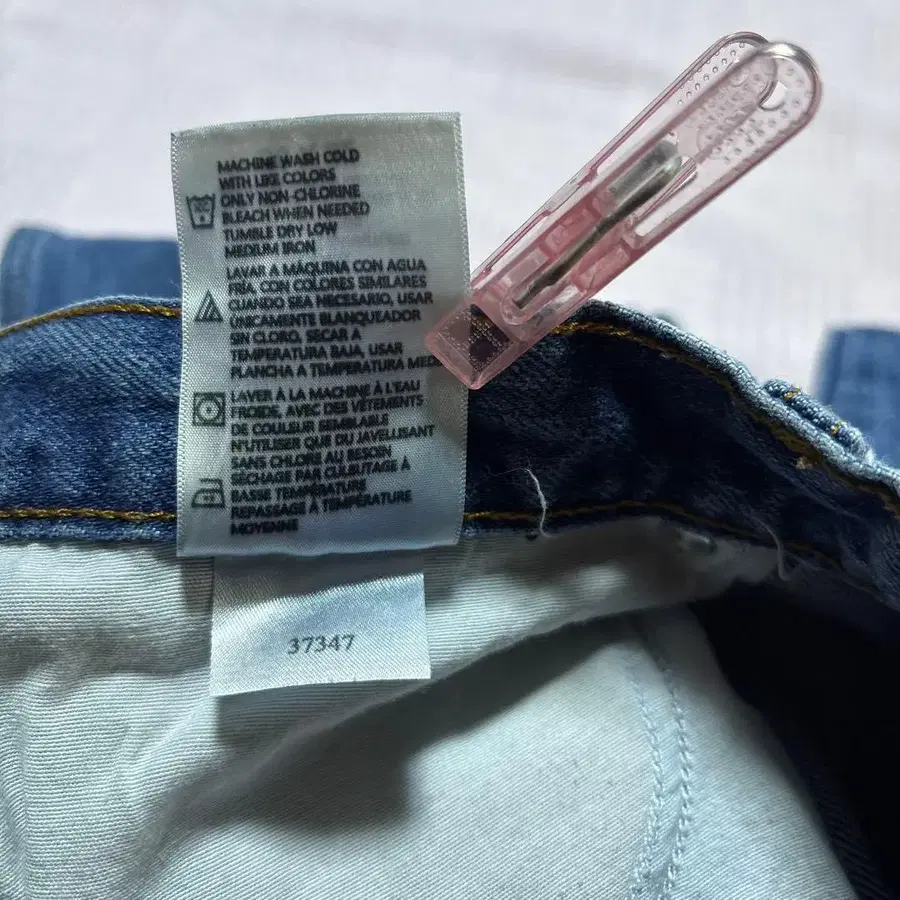 MACHINE WASH COLD
WITH LIKE COLORS
ONLY NON-CHLORINE
BLEACH WHEN NEEDED
TUMBLE DRY LOW
MEDIUM IRON
LAVAR A MÁQUINA CON AGUA
FRÍA CON COLORES SIMILARES
CUANDO SEA NECESARIO, USAR
ÚNICAMENTE BLANQUEADOR
SIN CLORO, SECAR A
TEMPERATURA BAJA, USAR
PLANCHA A TEMPERATURA MED
LAVER À LA MACHINE À L'EAU
FROIDE, AVEC DES VÊTEMENTS
DE COULEUR SEMBLABLE
N'UTILISER QUE DU JAVELLISANT
SANS CHLORE AU BESOIN
SÉCHAGE PAR CULBUTAGE À
BASSE TEMPÉRATURE
REPASSAGE À TEMPÉRATURE
MOYENNE
37347